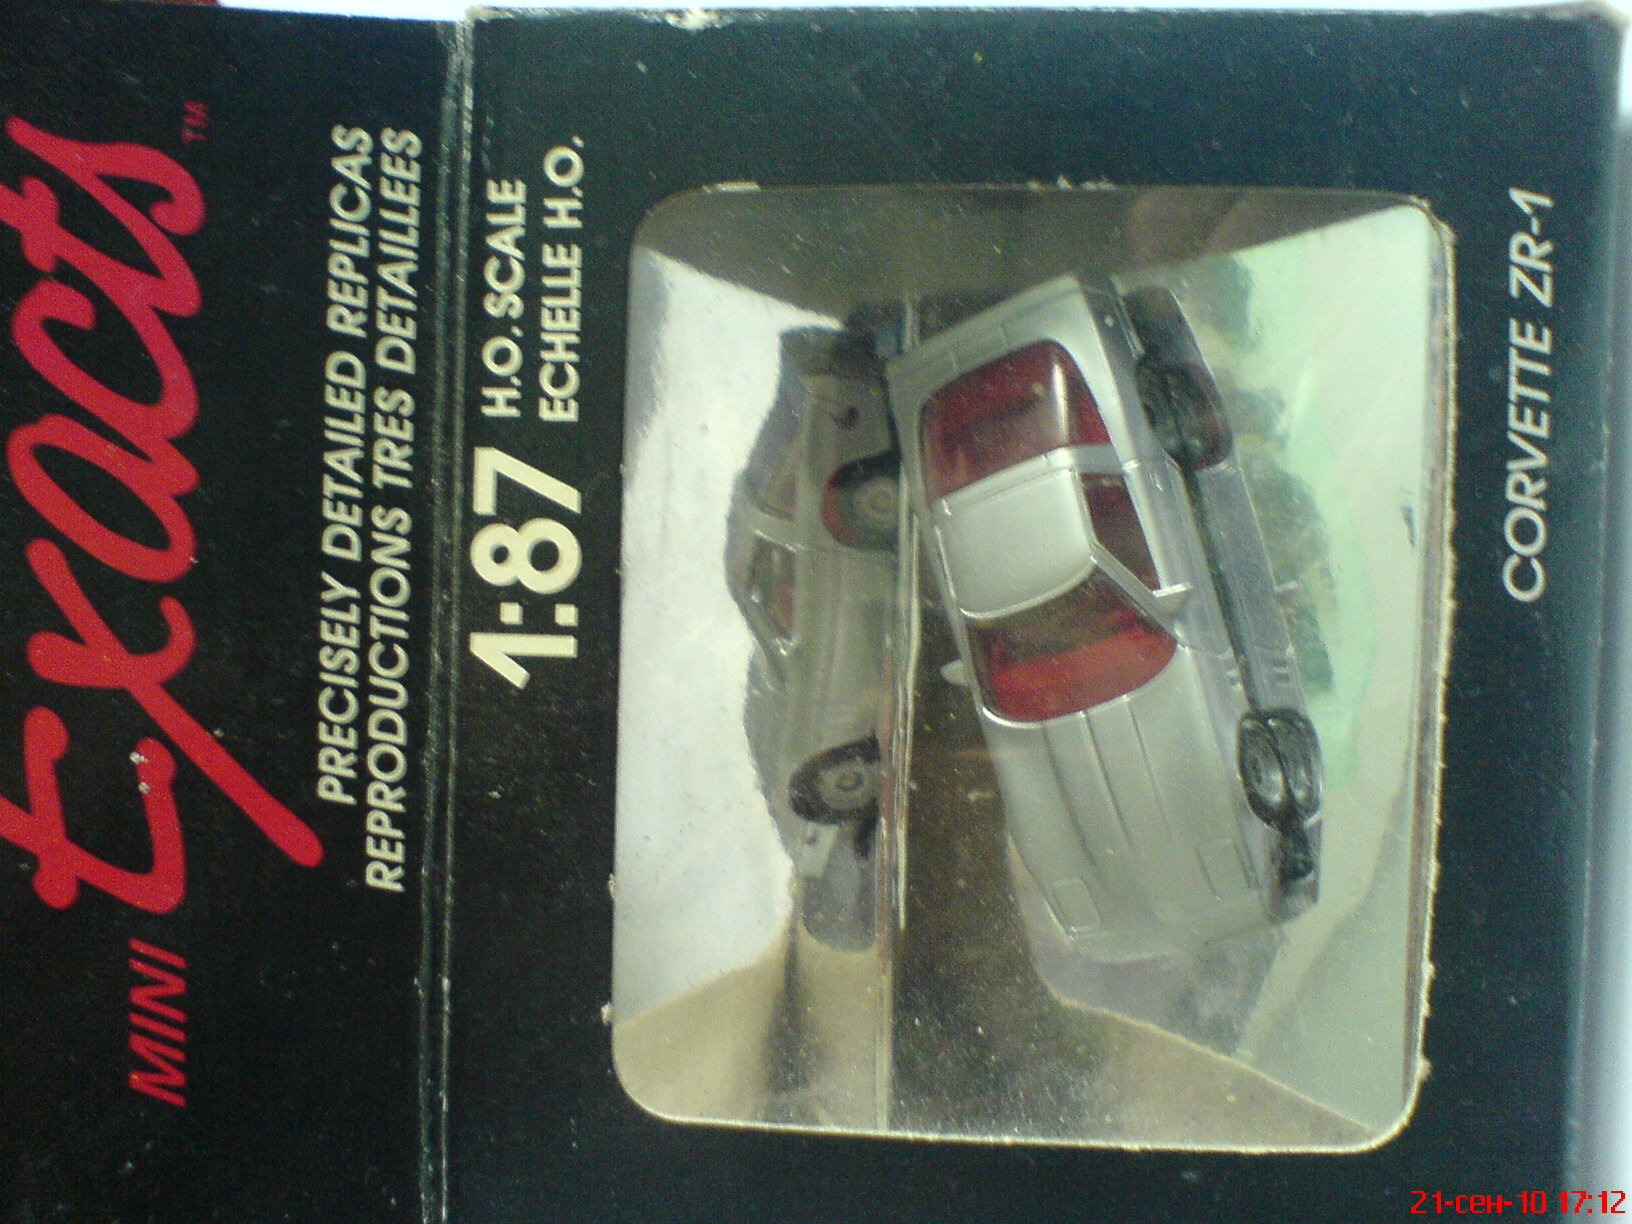 MINI Exacts™
PRECISELY DETAILED REPLICAS
REPRODUCTIONS TRES DETAILLEES
1:87 H.O. SCALE
ECHELLE H.O.
CORVETTE ZR-1
21-сен-10 17:12